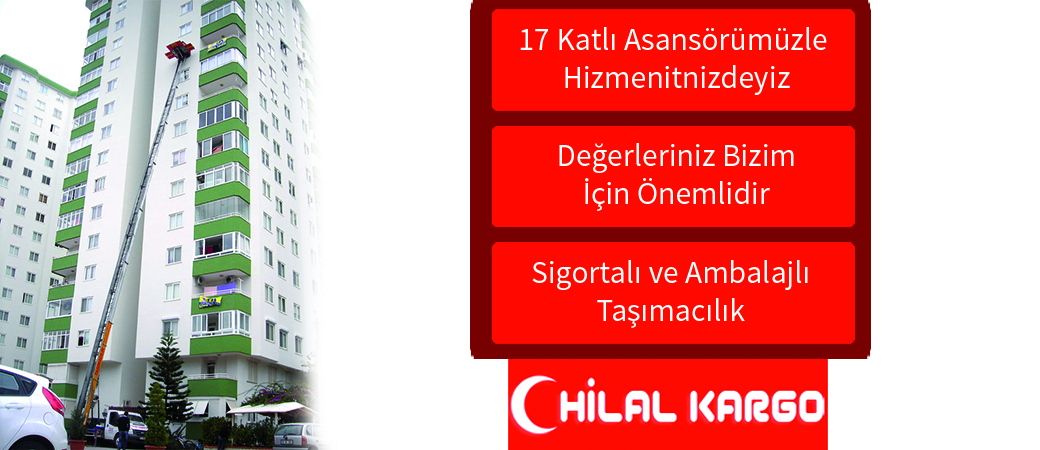 17 Katlı Asansörümüzle
Hizmenitnizdeyiz
Değerleriniz Bizim
İçin Önemlidir
Sigortalı ve Ambalajlı
Taşımacılık
HİLAL KARGO